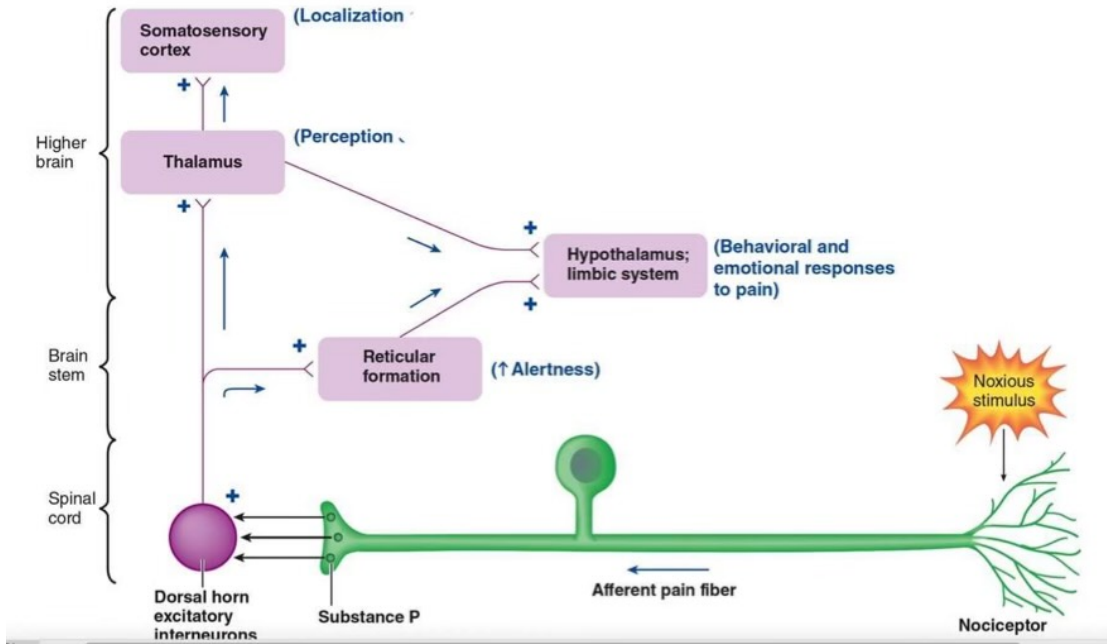 Somatosensory
cortex
(Localization
+
Higher
brain
Thalamus
(Perception
+
+
Hypothalamus;
limbic system
(Behavioral and
emotional responses
to pain)
+
Brain
stem
+
Reticular
formation
(↑ Alertness)
Noxious
stimulus
Spinal
cord
+
Dorsal horn
excitatory
interneurons
Substance P
Afferent pain fiber
Nociceptor